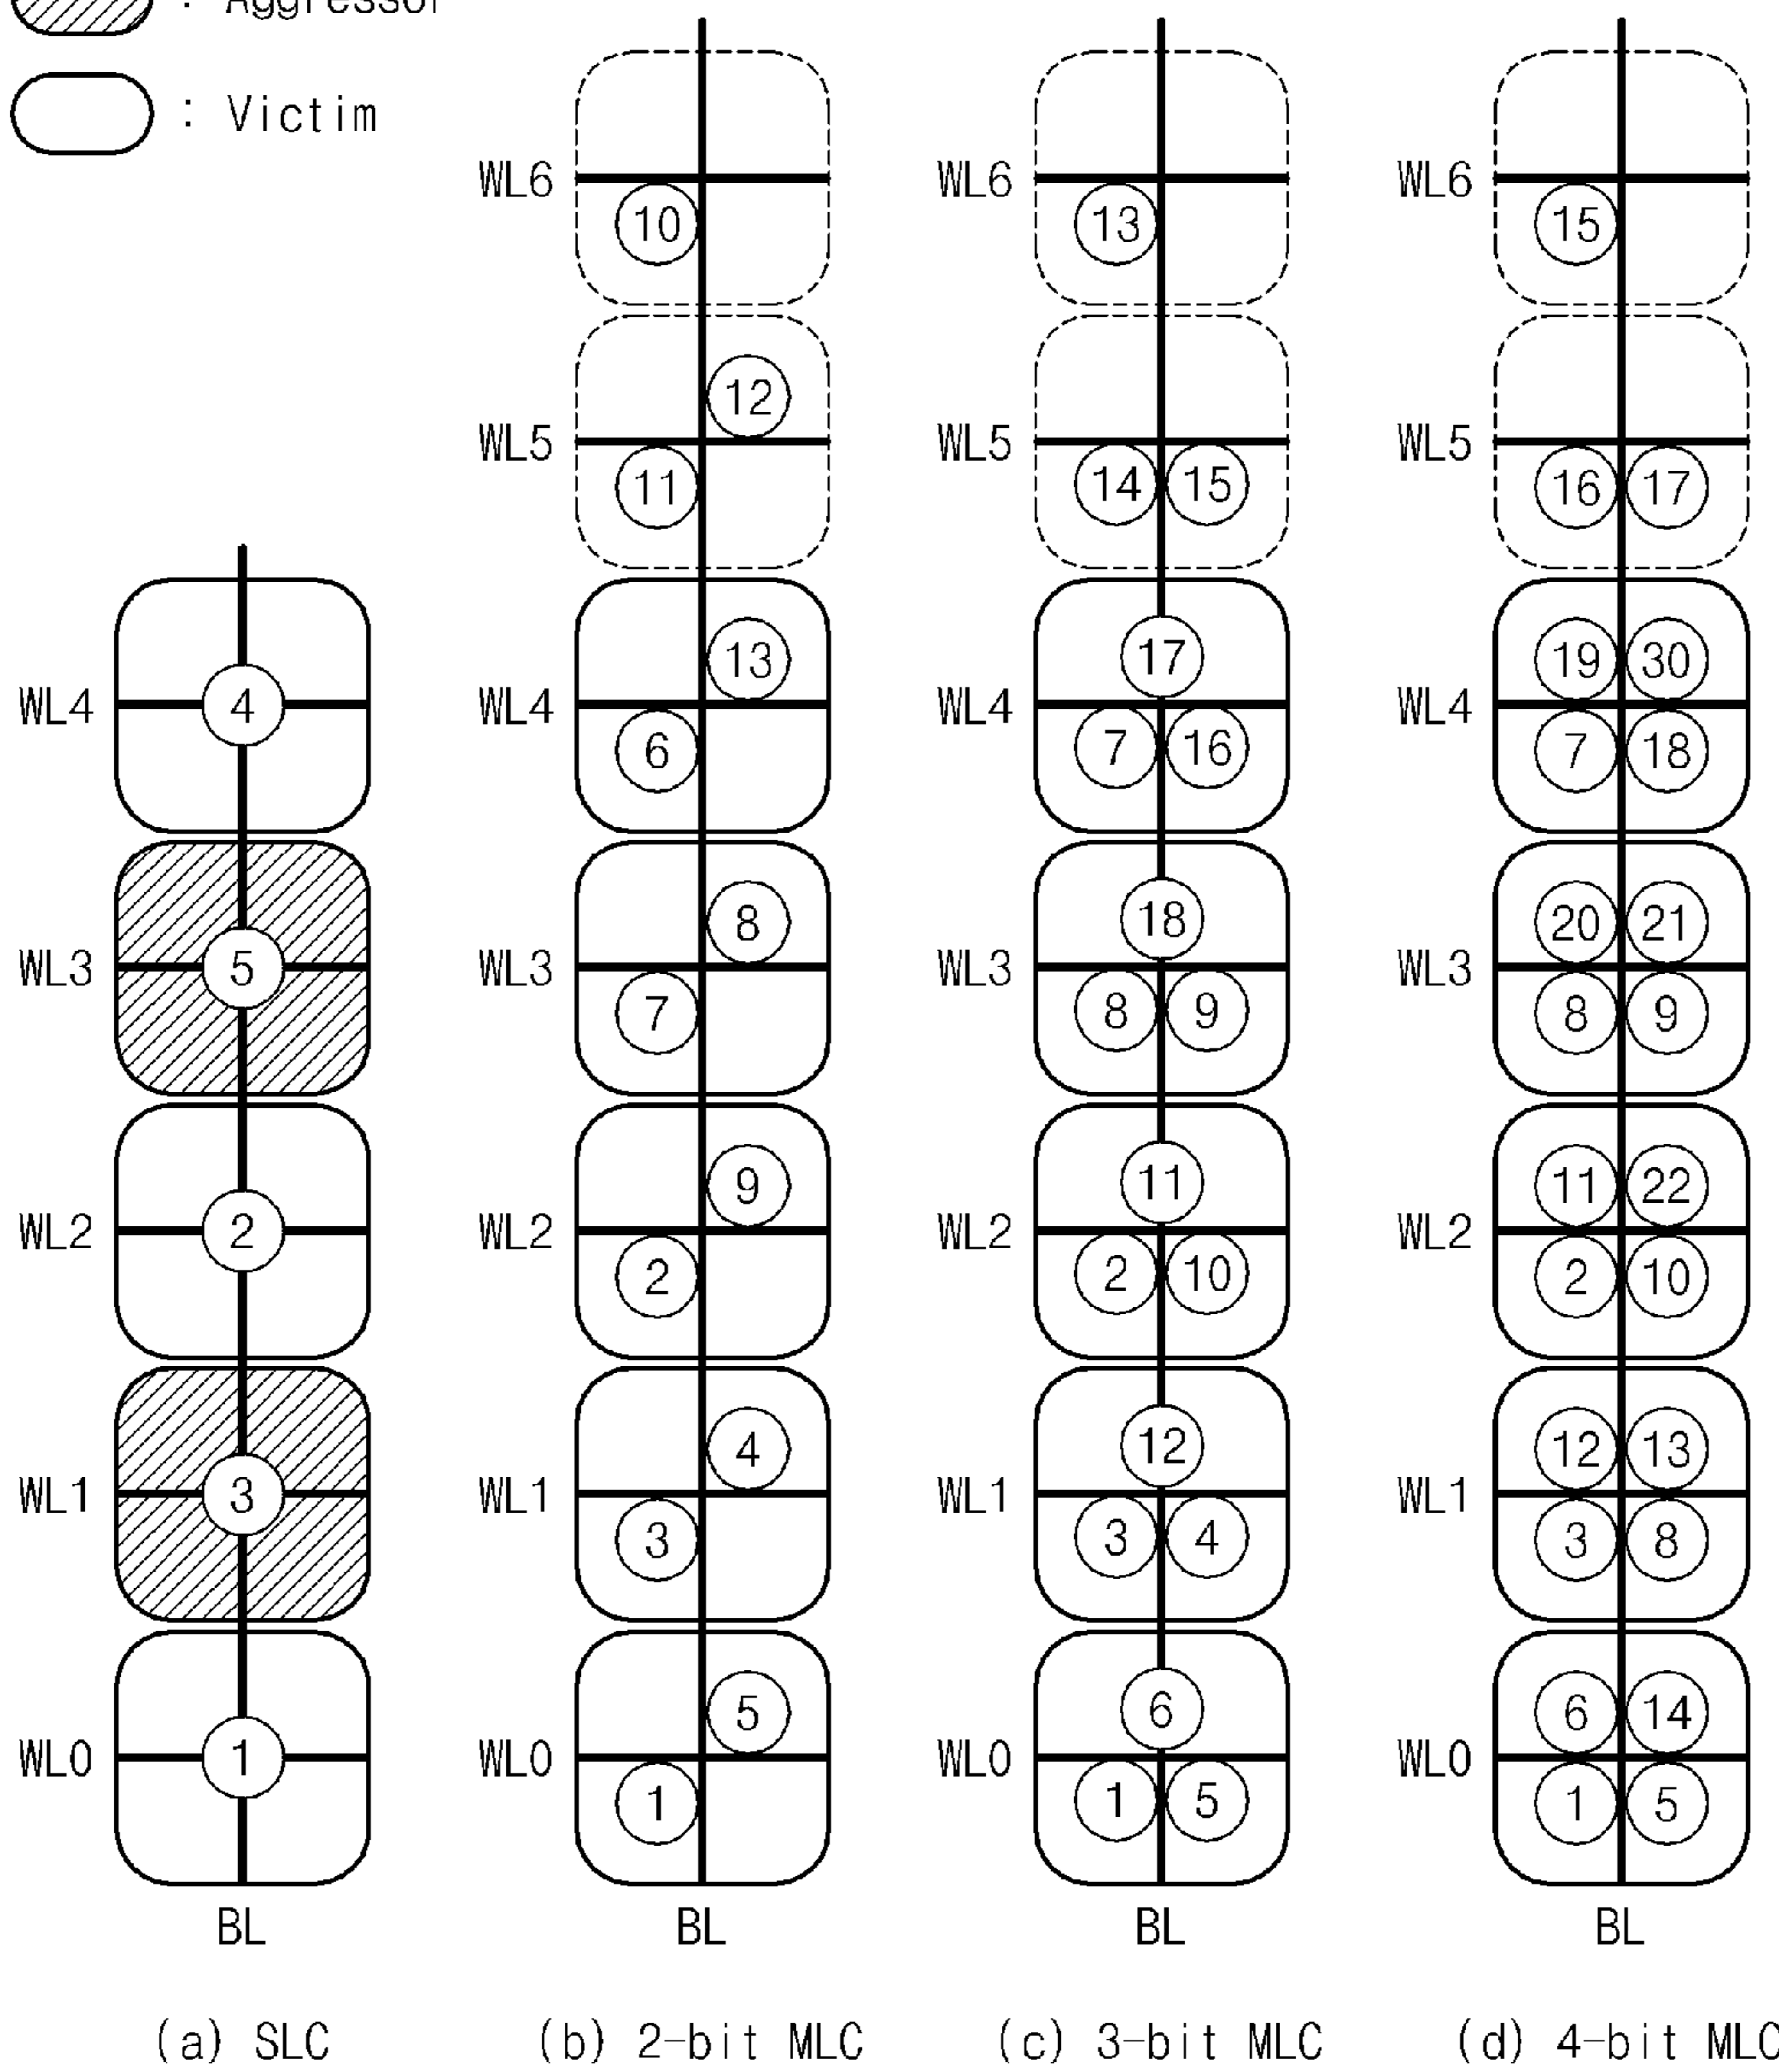 : Aggressor
: Victim
WL6 10 WL6 13 WL6 15
12
WL5 11 WL5 14 15 WL5 16 17
13 17 19 30
WL4 4 WL4 6 WL4 7 16 WL4 7 18
8 18 20 21
WL3 5 WL3 7 WL3 8 9 WL3 8 9
9 11 11 22
WL2 2 WL2 2 WL2 2 10 WL2 2 10
4 12 12 13
WL1 3 WL1 3 WL1 3 4 WL1 3 8
5 6 6 14
WL0 1 WL0 1 WL0 1 5 WL0 1 5
BL BL BL BL
(a) SLC (b) 2-bit MLC (c) 3-bit MLC (d) 4-bit MLC